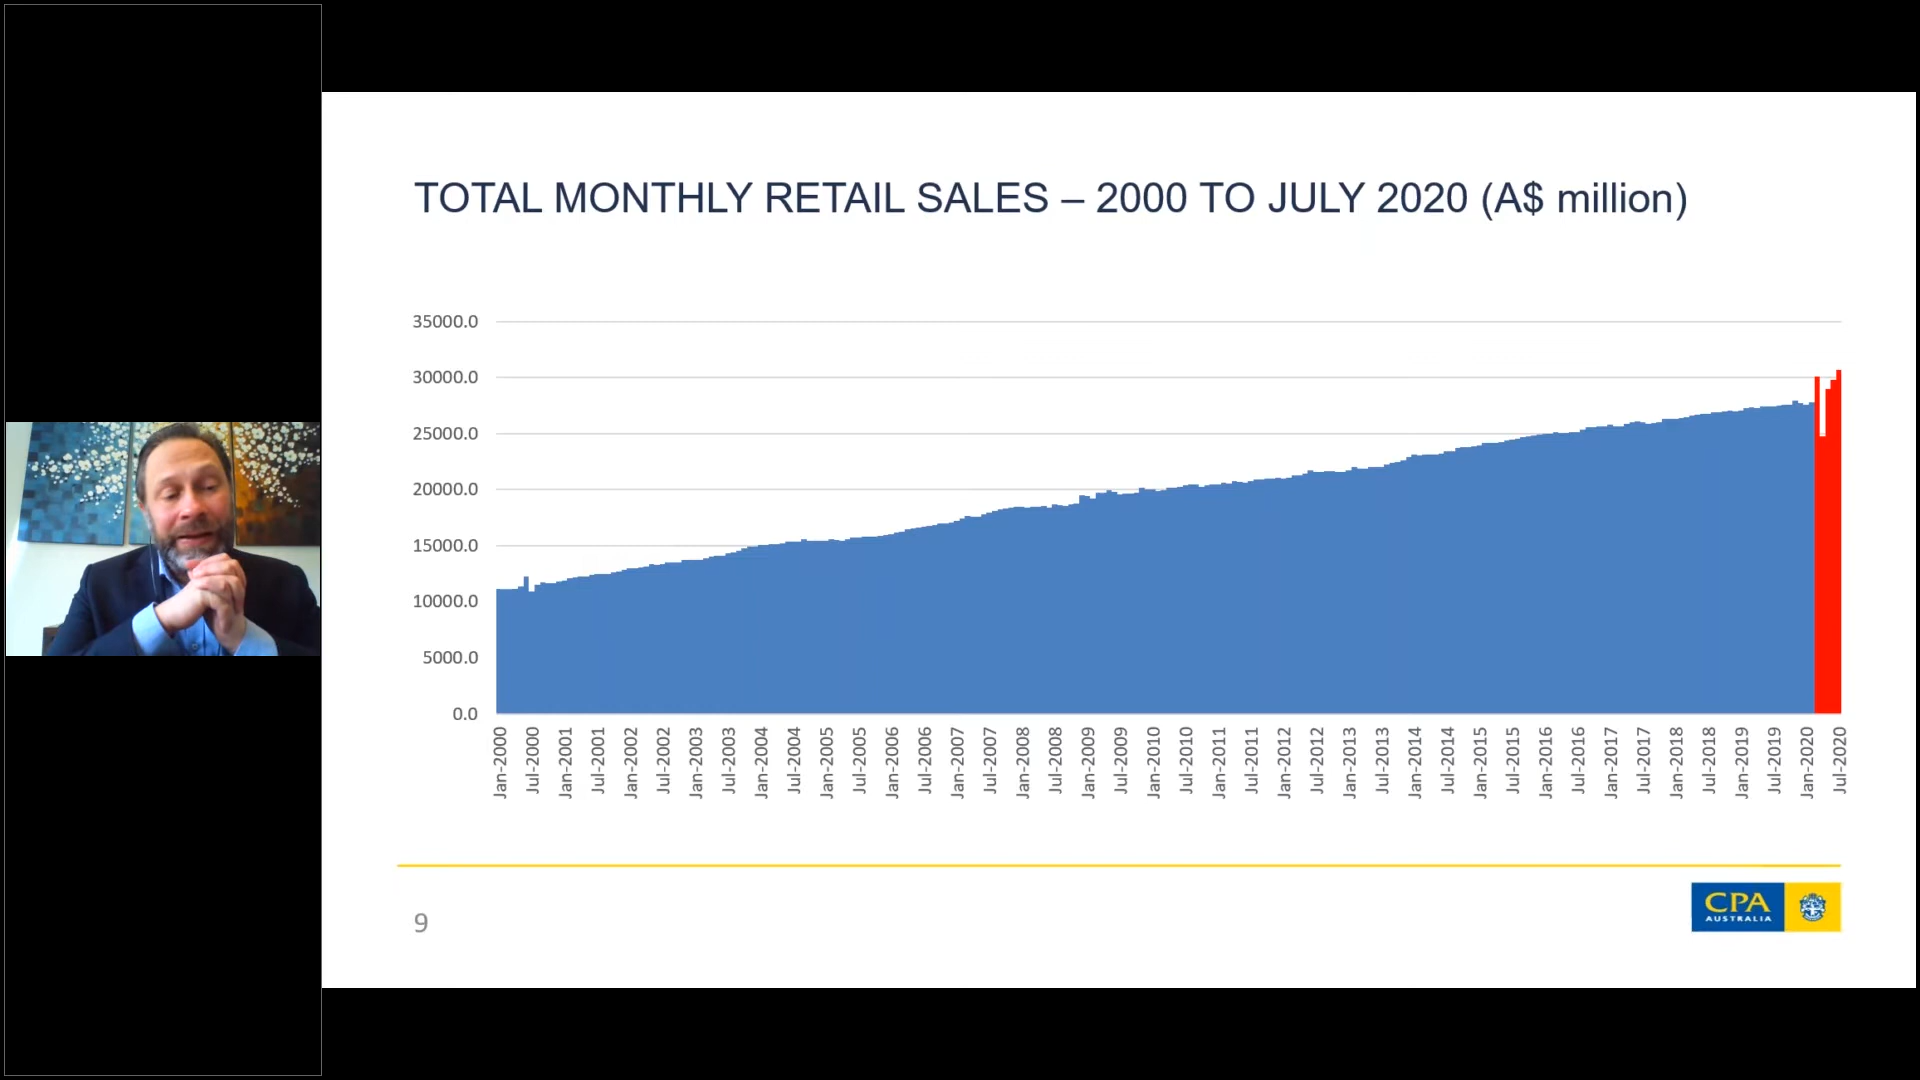 TOTAL MONTHLY RETAIL SALES – 2000 TO JULY 2020 (A$ million)
35000.0
30000.0
25000.0
20000.0
15000.0
10000.0
5000.0
0.0
Jan-2000
Jul-2000
Jan-2001
Jul-2001
Jan-2002
Jul-2002
Jan-2003
Jul-2003
Jan-2004
Jul-2004
Jan-2005
Jul-2005
Jan-2006
Jul-2006
Jan-2007
Jul-2007
Jan-2008
Jul-2008
Jan-2009
Jul-2009
Jan-2010
Jul-2010
Jan-2011
Jul-2011
Jan-2012
Jul-2012
Jan-2013
Jul-2013
Jan-2014
Jul-2014
Jan-2015
Jul-2015
Jan-2016
Jul-2016
Jan-2017
Jul-2017
Jan-2018
Jul-2018
Jan-2019
Jul-2019
Jan-2020
Jul-2020
9
CPA
AUSTRALIA